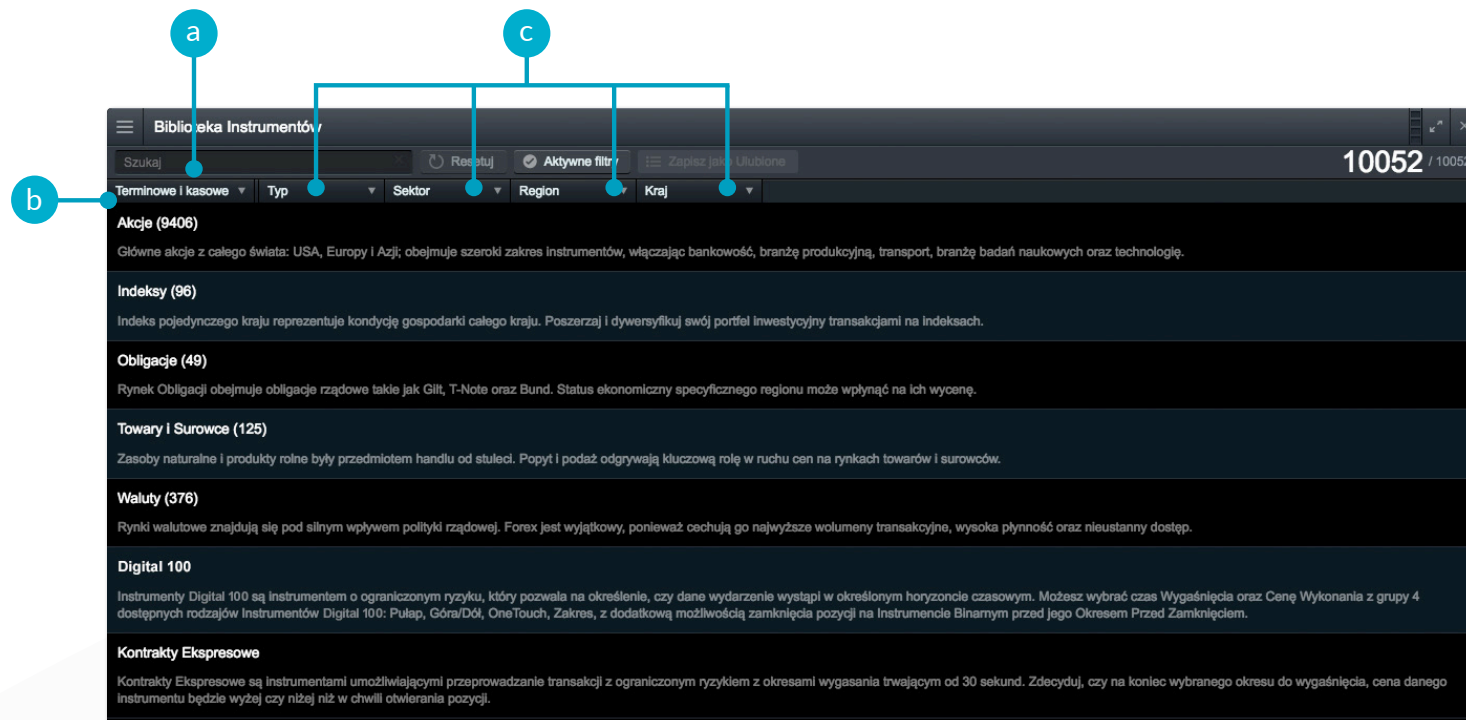 a
c
b
Biblioteka Instrumentów
Szukaj Resetuj Aktywne filtry Zapisz jako Ulubione 10052 / 10052
Terminowe i kasowe Typ Sektor Region Kraj
Akcje (9406)
Główne akcje z całego świata: USA, Europy i Azji; obejmuje szeroki zakres instrumentów, włączając bankowość, branżę produkcyjną, transport, branżę badań naukowych oraz technologię.
Indeksy (96)
Indeks pojedynczego kraju reprezentuje kondycję gospodarki całego kraju. Poszerzaj i dywersyfikuj swój portfel inwestycyjny transakcjami na indeksach.
Obligacje (49)
Rynek Obligacji obejmuje obligacje rządowe takie jak Gilt, T-Note oraz Bund. Status ekonomiczny specyficznego regionu może wpłynąć na ich wycenę.
Towary i Surowce (125)
Zasoby naturalne i produkty rolne były przedmiotem handlu od stuleci. Popyt i podaż odgrywają kluczową rolę w ruchu cen na rynkach towarów i surowców.
Waluty (376)
Rynki walutowe znajdują się pod silnym wpływem polityki rządowej. Forex jest wyjątkowy, ponieważ cechują go najwyższe wolumeny transakcyjne, wysoka płynność oraz nieustanny dostęp.
Digital 100
Instrumenty Digital 100 są instrumentem o ograniczonym ryzyku, który pozwala na określenie, czy dane wydarzenie wystąpi w określonym horyzoncie czasowym. Możesz wybrać czas Wygaśnięcia oraz Cenę Wykonania z grupy 4
dostępnych rodzajów Instrumentów Digital 100: Pułap, Góra/Dół, OneTouch, Zakres, z dodatkową możliwością zamknięcia pozycji na Instrumencie Binarnym przed jego Okresem Przed Zamknięciem.
Kontrakty Ekspresowe
Kontrakty Ekspresowe są instrumentami umożliwiającymi przeprowadzanie transakcji z ograniczonym ryzykiem z okresami wygasania trwającym od 30 sekund. Zdecyduj, czy na koniec wybranego okresu do wygaśnięcia, cena danego
instrumentu będzie wyżej czy niżej niż w chwili otwierania pozycji.